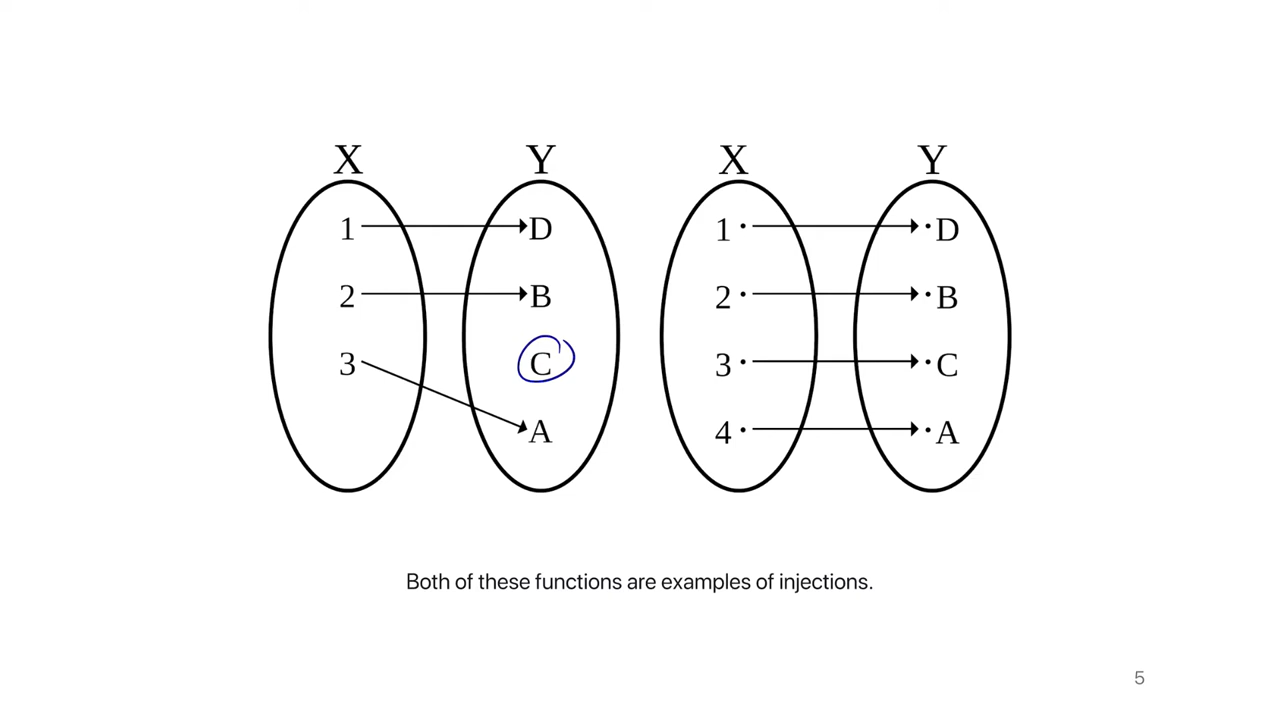 X Y X Y
1 D 1 D
2 B 2 B
3 C 3 C
A 4 A
Both of these functions are examples of injections.
5